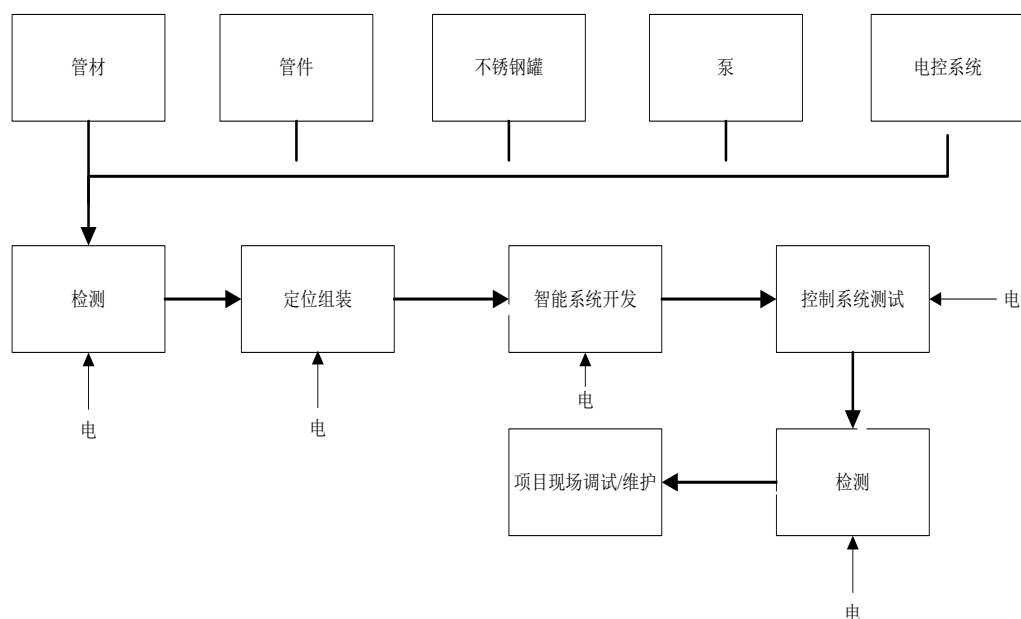 管材
管件
不锈钢罐
泵
电控系统
检测
定位组装
智能系统开发
控制系统测试
电
电
电
电
项目现场调试/维护
检测
电